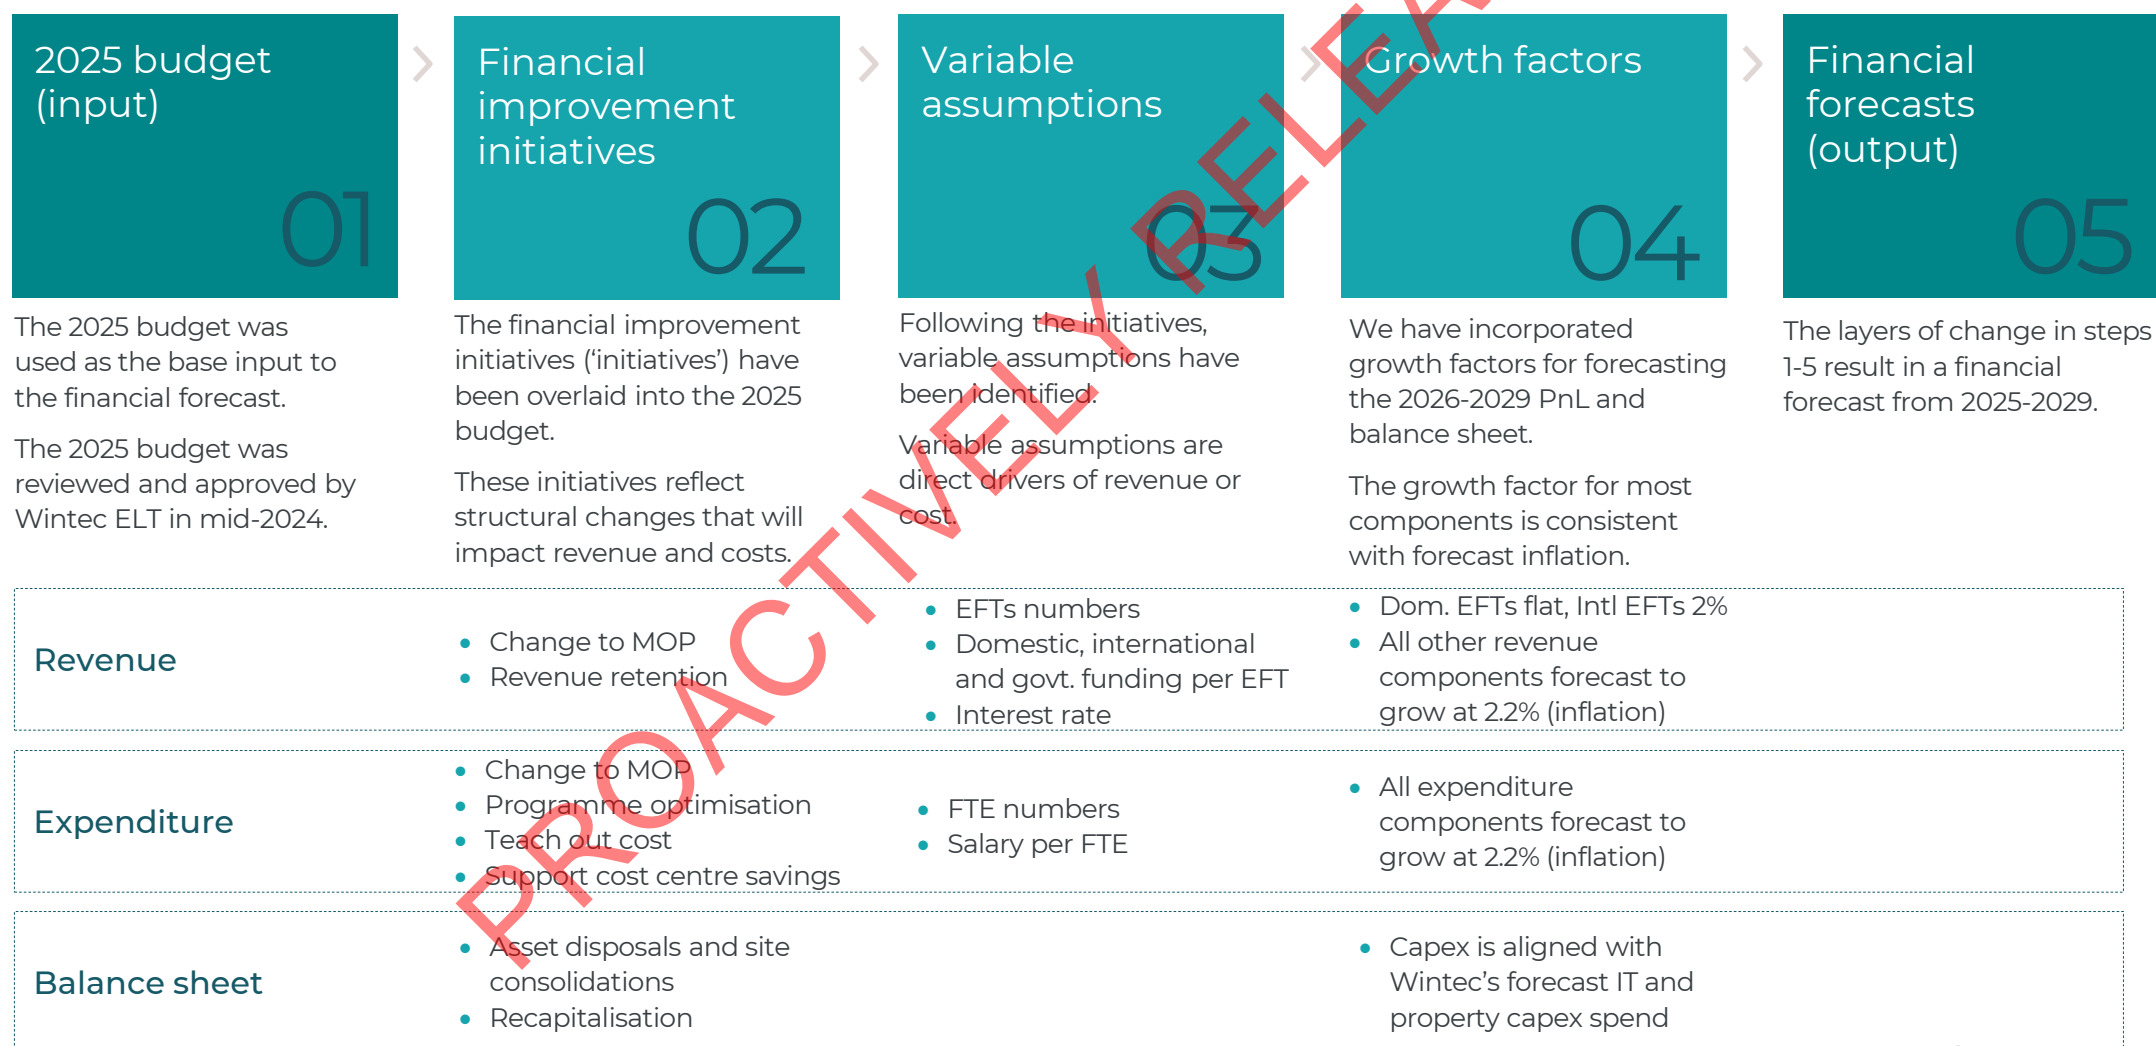 2025 budget
(input)
01
Financial
improvement
initiatives
02
Variable
assumptions
03
Growth factors
04
Financial
forecasts
(output)
05
The 2025 budget was
used as the base input to
the financial forecast.
The 2025 budget was
reviewed and approved by
Wintec ELT in mid-2024.
The financial improvement
initiatives (‘initiatives’) have
been overlaid into the 2025
budget.
These initiatives reflect
structural changes that will
impact revenue and costs.
Following the initiatives,
variable assumptions have
been identified.
Variable assumptions are
direct drivers of revenue or
cost.
We have incorporated
growth factors for forecasting
the 2026-2029 PnL and
balance sheet.
The growth factor for most
components is consistent
with forecast inflation.
The layers of change in steps
1-5 result in a financial
forecast from 2025-2029.
Revenue
• Change to MOP
• Revenue retention
• EFTs numbers
• Domestic, international
and govt. funding per EFT
• Interest rate
• Dom. EFTs flat, Intl EFTs 2%
• All other revenue
components forecast to
grow at 2.2% (inflation)
Expenditure
• Change to MOP
• Programme optimisation
• Teach out cost
• Support cost centre savings
• FTE numbers
• Salary per FTE
• All expenditure
components forecast to
grow at 2.2% (inflation)
Balance sheet
• Asset disposals and site
consolidations
• Recapitalisation
• Capex is aligned with
Wintec’s forecast IT and
property capex spend
PROACTIVELY RELEA